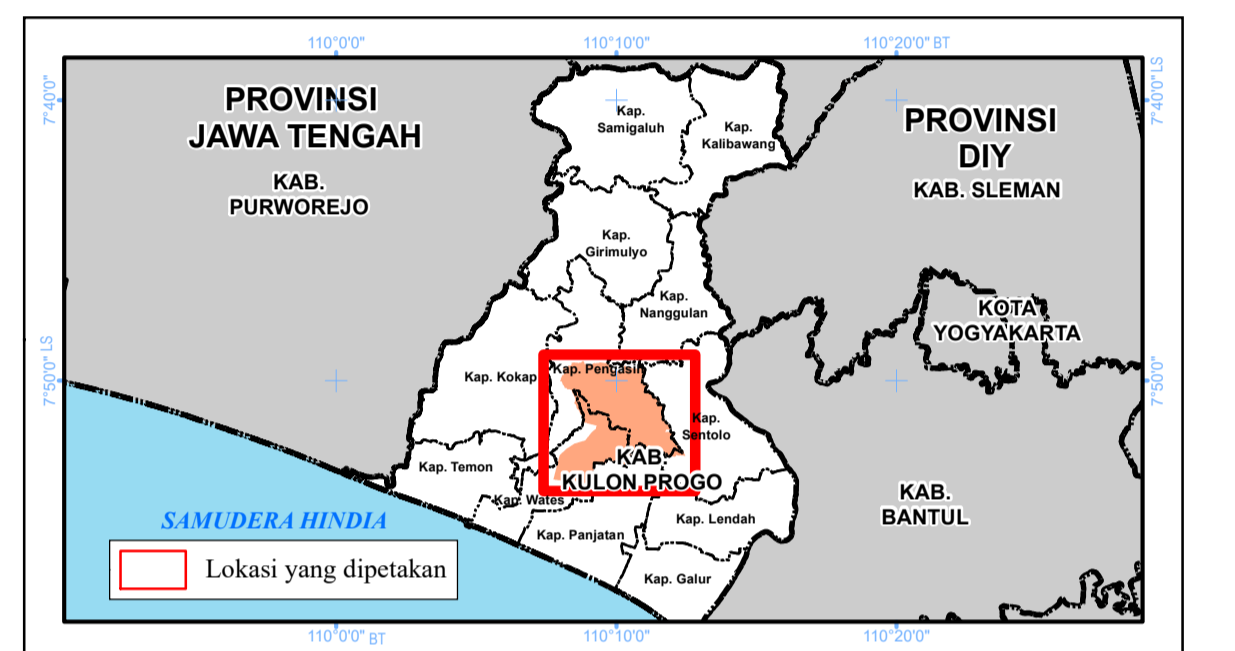 110°0'0"
110°10'0"
110°20'0" BT
7°40'0"
7°40'0" LS
PROVINSI
JAWA TENGAH
KAB.
PURWOREJO
Kap.
Samigaluh
Kap.
Kalibawang
PROVINSI
DIY
KAB. SLEMAN
Kap.
Girimulyo
Kap.
Nanggulan
KOTA
YOGYAKARTA
7°50'0" LS
7°50'0"
Kap. Kokap
Kap. Pengasih
Kap.
Sentolo
Kap. Temon
KAB.
KULON PROGO
Kap. Wates
Kap. Panjatan
Kap. Lendah
Kap. Galur
KAB.
BANTUL
SAMUDERA HINDIA
Lokasi yang dipetakan
110°0'0" BT
110°10'0"
110°20'0"